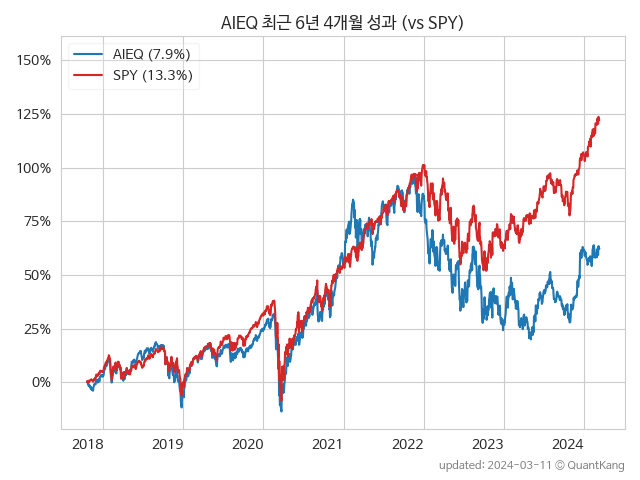 AIEQ 최근 6년 4개월 성과 (vs SPY)
AIEQ (7.9%)
SPY (13.3%)
150%
125%
100%
75%
50%
25%
0%
2018 2019 2020 2021 2022 2023 2024
updated: 2024-03-11 © QuantKang